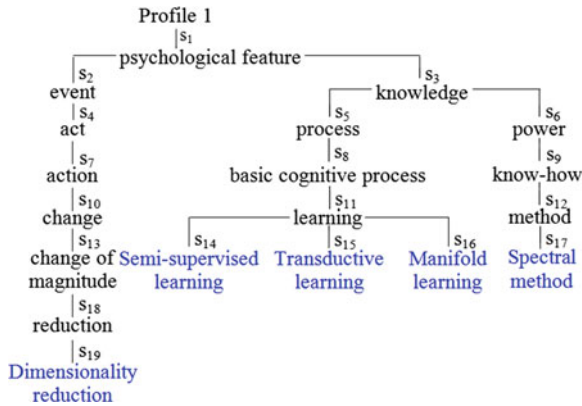 Profile 1
s1
psychological feature
s2 s3
event knowledge
s4 s5 s6
act process power
s7 s8 s9
action basic cognitive process know-how
s10 s11 s12
change learning method
s13 s14 s15 s16 s17
change of Semi-supervised Transductive Manifold Spectral
magnitude learning learning learning method
s18
reduction
s19
Dimensionality
reduction